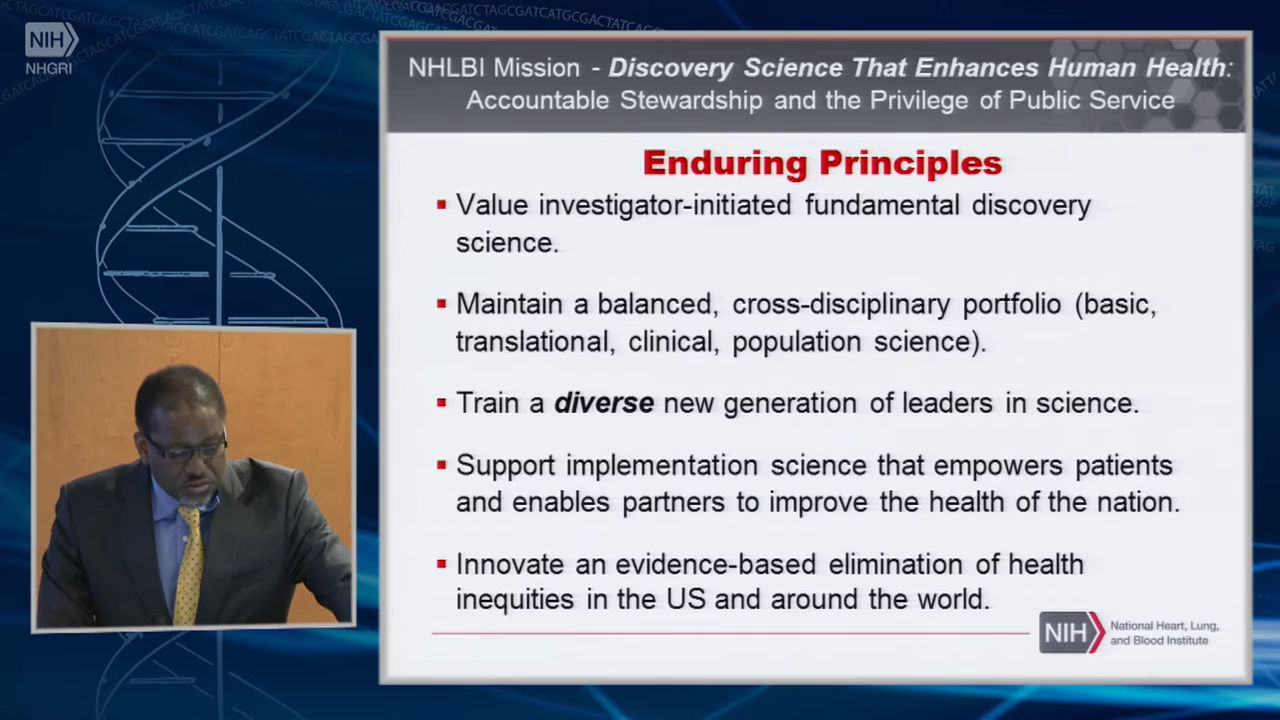 NIH
NHGRI
NHLBI Mission - Discovery Science That Enhances Human Health:
Accountable Stewardship and the Privilege of Public Service
Enduring Principles
▪ Value investigator-initiated fundamental discovery
science.
▪ Maintain a balanced, cross-disciplinary portfolio (basic,
translational, clinical, population science).
▪ Train a diverse new generation of leaders in science.
▪ Support implementation science that empowers patients
and enables partners to improve the health of the nation.
▪ Innovate an evidence-based elimination of health
inequities in the US and around the world.
NIH
National Heart, Lung,
and Blood Institute